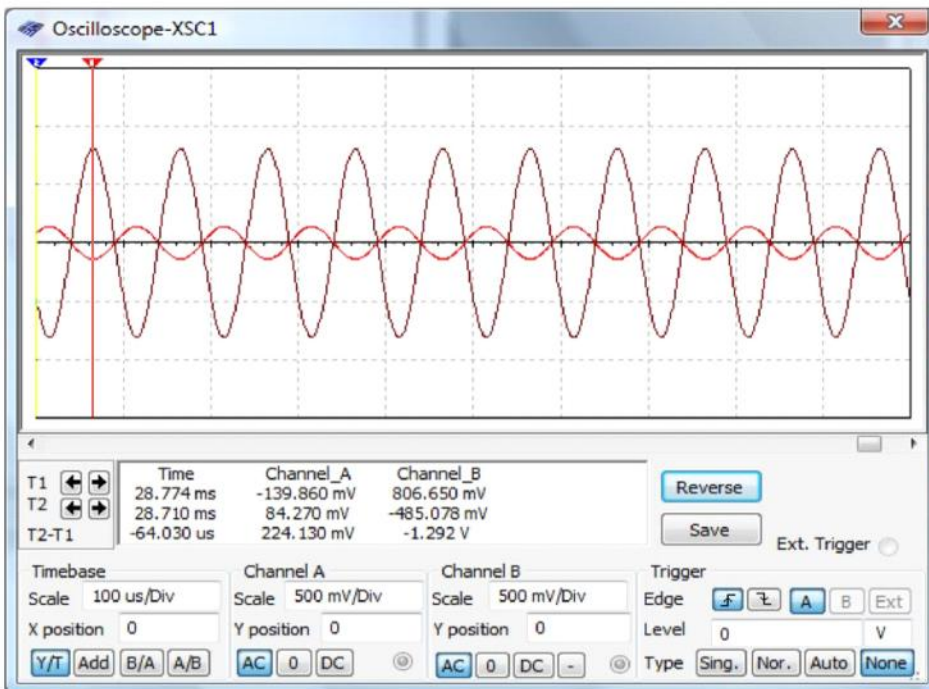 Oscilloscope-XSC1
2 1
Time Channel_A Channel_B
T1 28.774 ms -139.860 mV 806.650 mV
T2 28.710 ms 84.270 mV -485.078 mV
T2-T1 -64.030 us 224.130 mV -1.292 V
Reverse
Save
Ext. Trigger
Timebase
Scale 100 us/Div
X position 0
Y/T Add B/A A/B
Channel A
Scale 500 mV/Div
Y position 0
AC 0 DC
Channel B
Scale 500 mV/Div
Y position 0
AC 0 DC -
Trigger
Edge A B Ext
Level 0 V
Type Sing. Nor. Auto None